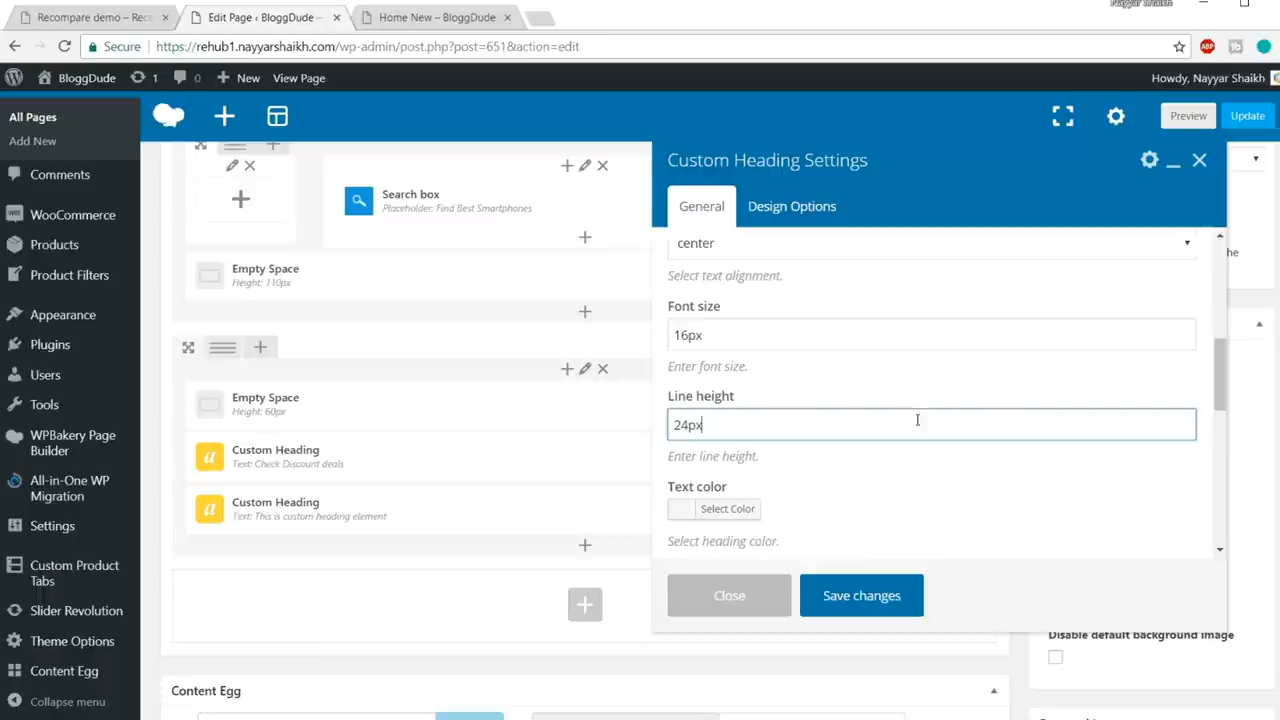 Nayyar Shaikh
Recompare demo – Rec
Edit Page ‹ BloggDude –
Home New – BloggDude
Secure
https://rehub1.nayyarshaikh.com/wp-admin/post.php?post=651&action=edit
ABP
BloggDude
1
0
New
View Page
Howdy, Nayyar Shaikh
All Pages
Add New
Comments
WooCommerce
Products
Product Filters
Appearance
Plugins
Users
Tools
WPBakery Page
Builder
All-in-One WP
Migration
Settings
Custom Product
Tabs
Slider Revolution
Theme Options
Content Egg
Collapse menu
Preview
Update
Search box
Placeholder: Find Best Smartphones
Empty Space
Height: 110px
Empty Space
Height: 60px
Custom Heading
Text: Check Discount deals
Custom Heading
Text: This is custom heading element
Content Egg
Custom Heading Settings
General
Design Options
center
Select text alignment.
Font size
16px
Enter font size.
Line height
24px
Enter line height.
Text color
Select Color
Select heading color.
Close
Save changes
he
Disable default background image